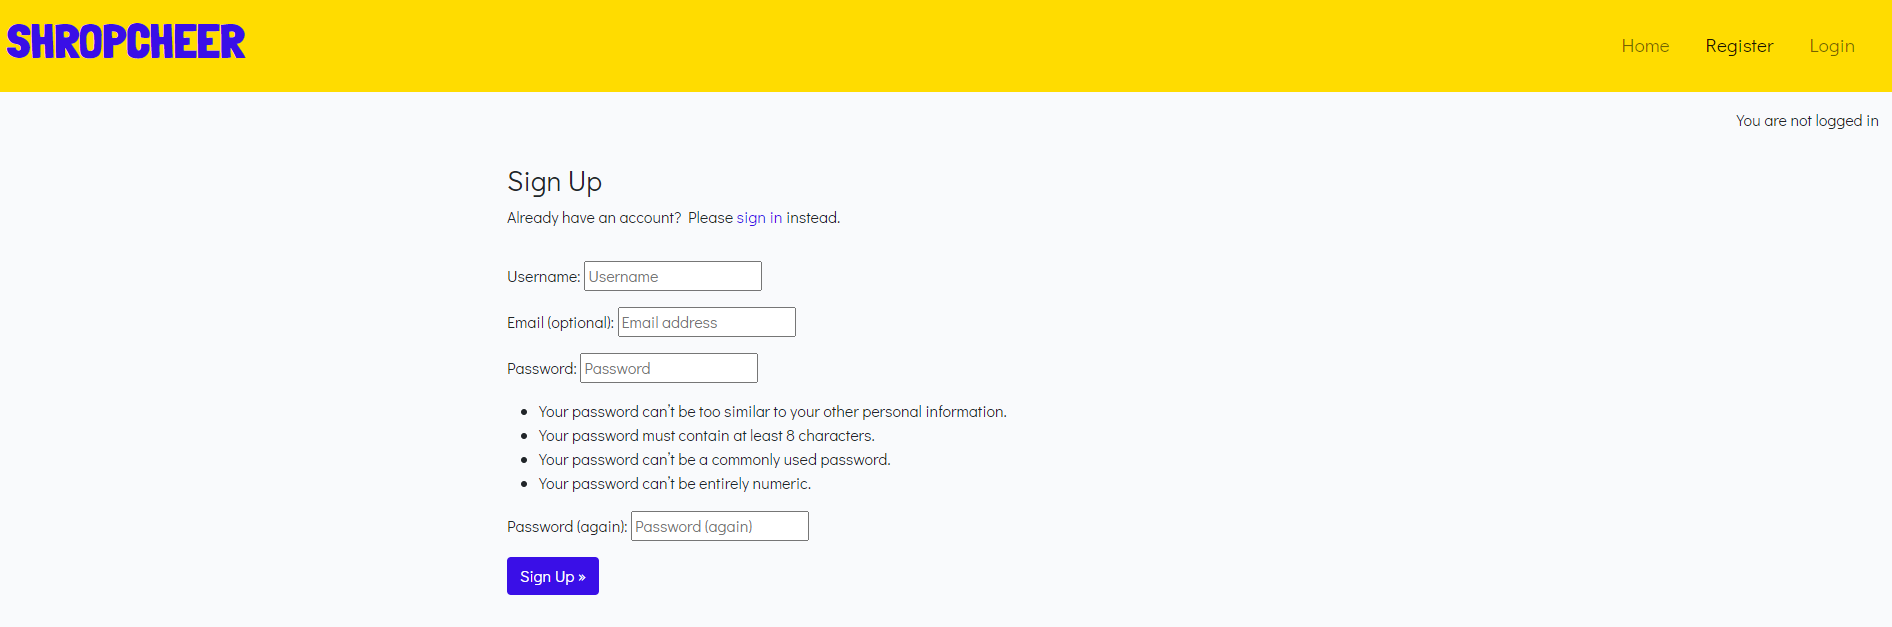 SHROPCHEER
Home Register Login
You are not logged in
Sign Up
Already have an account? Please sign in instead.
Username: Username
Email (optional): Email address
Password: Password
• Your password can't be too similar to your other personal information.
• Your password must contain at least 8 characters.
• Your password can't be a commonly used password.
• Your password can't be entirely numeric.
Password (again): Password (again)
Sign Up »